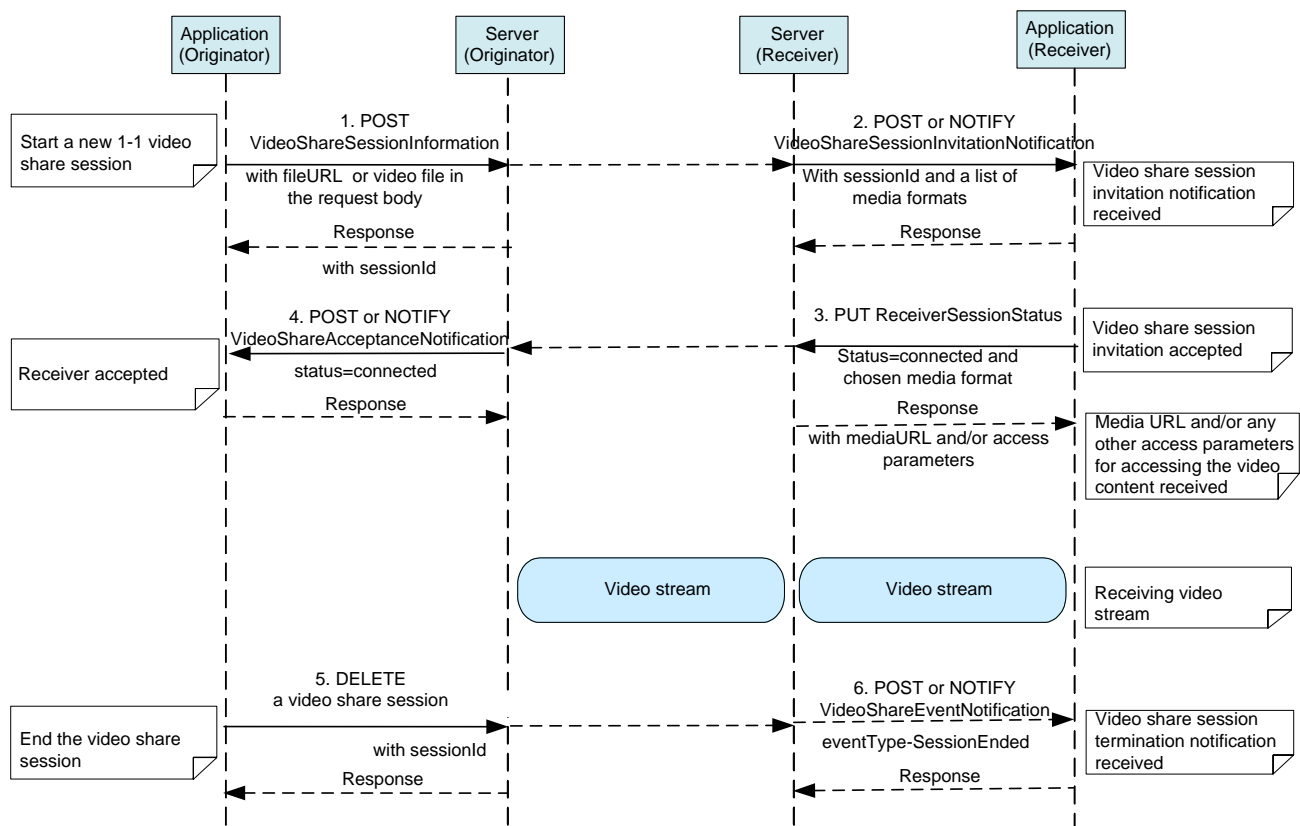 Application
(Originator)
Server
(Originator)
Server
(Receiver)
Application
(Receiver)
Start a new 1-1 video
share session
1. POST
VideoShareSessionInformation
with fileURL or video file in
the request body
2. POST or NOTIFY
VideoShareSessionInvitationNotification
With sessionId and a list of
media formats
Video share session
invitation notification
received
Response
with sessionId
Response
4. POST or NOTIFY
VideoShareAcceptanceNotification
status=connected
3. PUT ReceiverSessionStatus
Status=connected and
chosen media format
Video share session
invitation accepted
Receiver accepted
Response
Response
with mediaURL and/or access
parameters
Media URL and/or any
other access parameters
for accessing the video
content received
Video stream
Video stream
Receiving video
stream
5. DELETE
a video share session
with sessionId
6. POST or NOTIFY
VideoShareEventNotification
eventType-SessionEnded
End the video share
session
Video share session
termination notification
received
Response
Response